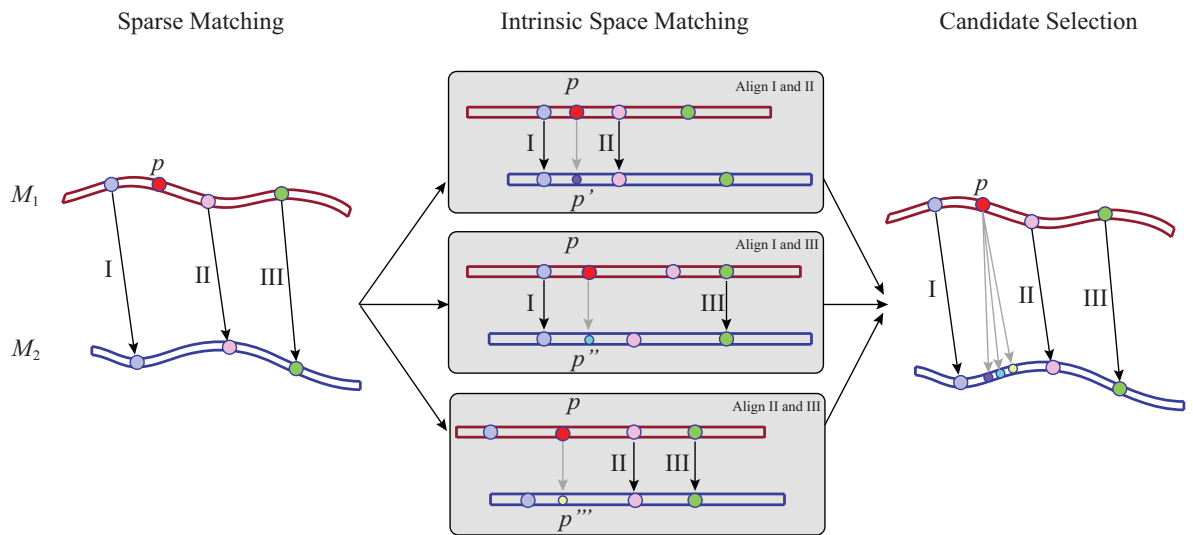 Sparse Matching
Intrinsic Space Matching
Candidate Selection
M1
p
I
II
III
M2
Align I and II
p
I
II
p'
Align I and III
p
I
III
p''
Align II and III
p
II
III
p'''
p
I
II
III